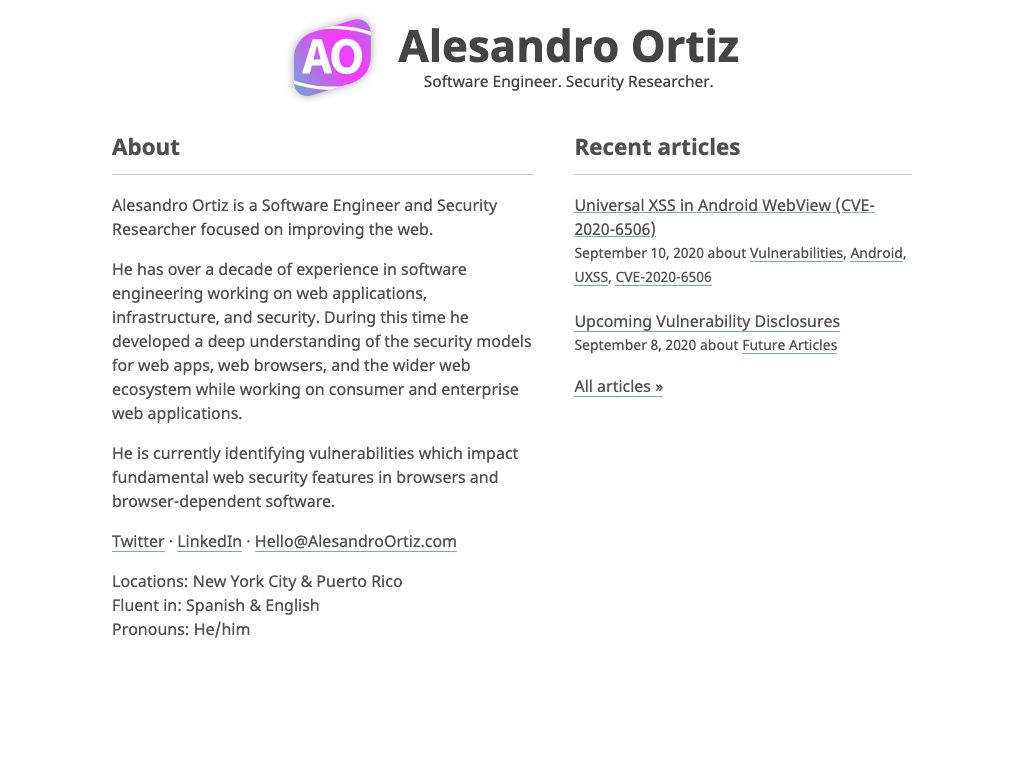 AO
Alesandro Ortiz
Software Engineer. Security Researcher.
About
Alesandro Ortiz is a Software Engineer and Security
Researcher focused on improving the web.
He has over a decade of experience in software
engineering working on web applications,
infrastructure, and security. During this time he
developed a deep understanding of the security models
for web apps, web browsers, and the wider web
ecosystem while working on consumer and enterprise
web applications.
He is currently identifying vulnerabilities which impact
fundamental web security features in browsers and
browser-dependent software.
Twitter · LinkedIn · Hello@AlesandroOrtiz.com
Locations: New York City & Puerto Rico
Fluent in: Spanish & English
Pronouns: He/him
Recent articles
Universal XSS in Android WebView (CVE-
2020-6506)
September 10, 2020 about Vulnerabilities, Android,
UXSS, CVE-2020-6506
Upcoming Vulnerability Disclosures
September 8, 2020 about Future Articles
All articles »